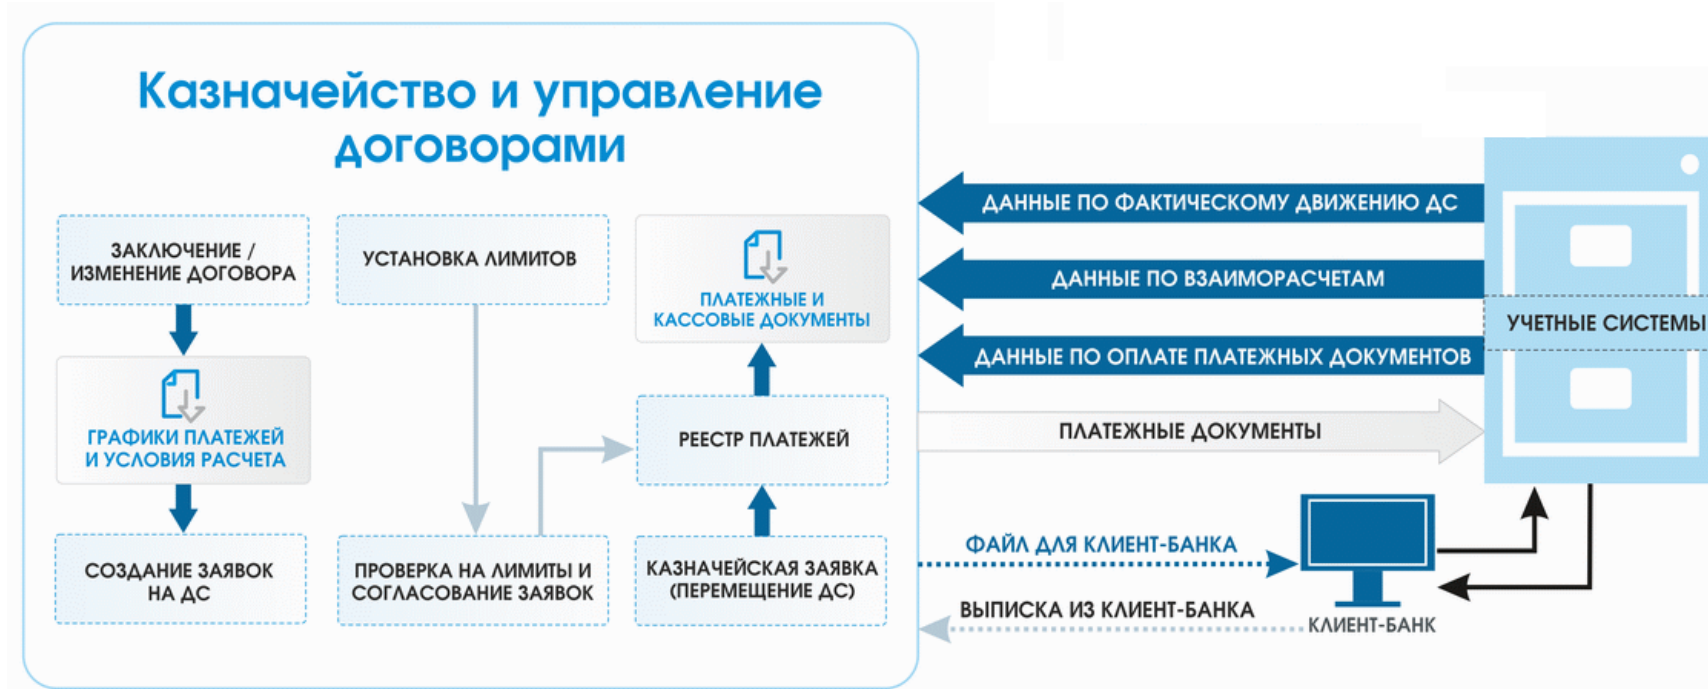 Казначейство и управление
договорами
ЗАКЛЮЧЕНИЕ /
ИЗМЕНЕНИЕ ДОГОВОРА
ГРАФИКИ ПЛАТЕЖЕЙ
И УСЛОВИЯ РАСЧЕТА
СОЗДАНИЕ ЗАЯВОК
НА ДС
УСТАНОВКА ЛИМИТОВ
ПРОВЕРКА НА ЛИМИТЫ И
СОГЛАСОВАНИЕ ЗАЯВОК
ПЛАТЕЖНЫЕ И
КАССОВЫЕ ДОКУМЕНТЫ
РЕЕСТР ПЛАТЕЖЕЙ
КАЗНАЧЕЙСКАЯ ЗАЯВКА
(ПЕРЕМЕЩЕНИЕ ДС)
ДАННЫЕ ПО ФАКТИЧЕСКОМУ ДВИЖЕНИЮ ДС
ДАННЫЕ ПО ВЗАИМОРАСЧЕТАМ
ДАННЫЕ ПО ОПЛАТЕ ПЛАТЕЖНЫХ ДОКУМЕНТОВ
ПЛАТЕЖНЫЕ ДОКУМЕНТЫ
ФАЙЛ ДЛЯ КЛИЕНТ-БАНКА
ВЫПИСКА ИЗ КЛИЕНТ-БАНКА
КЛИЕНТ-БАНК
УЧЕТНЫЕ СИСТЕМЫ